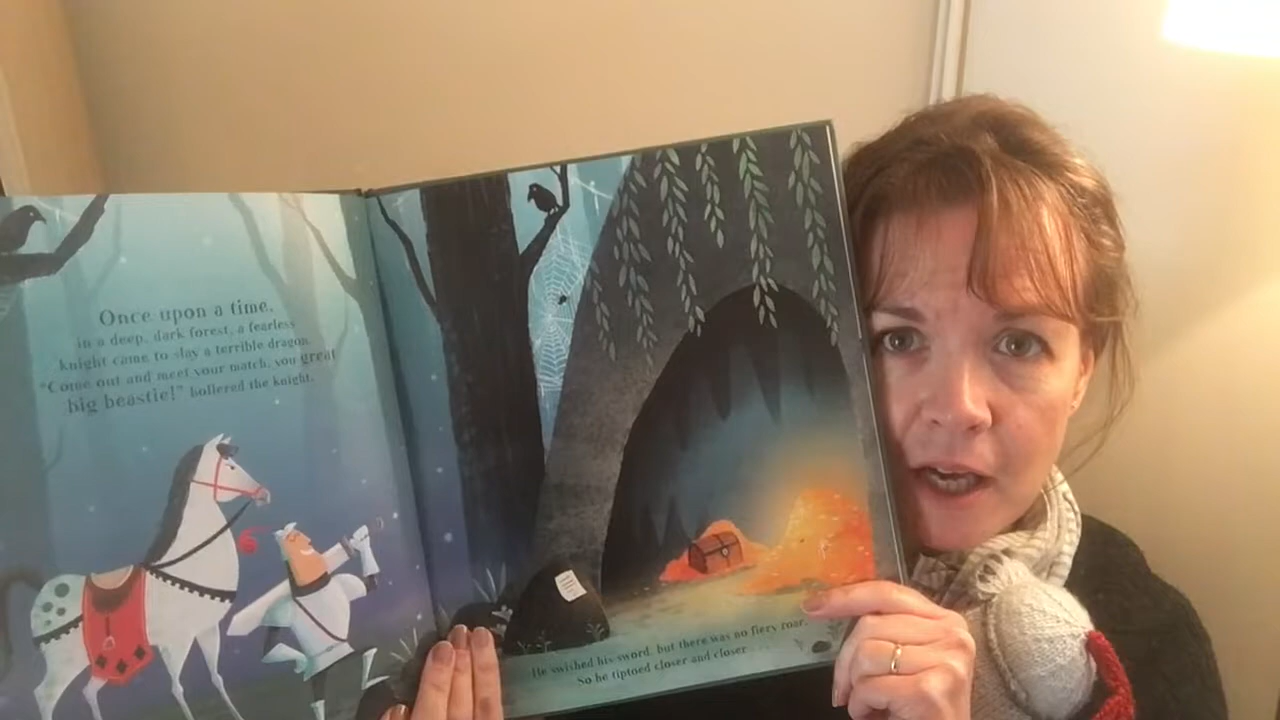 Once upon a time,
in a deep, dark forest, a fearless
knight came to slay a terrible dragon.
"Come out and meet your match, you great
big beastie!" hollered the knight.
He swished his sword, but there was no fiery roar.
So he tiptoed closer and closer